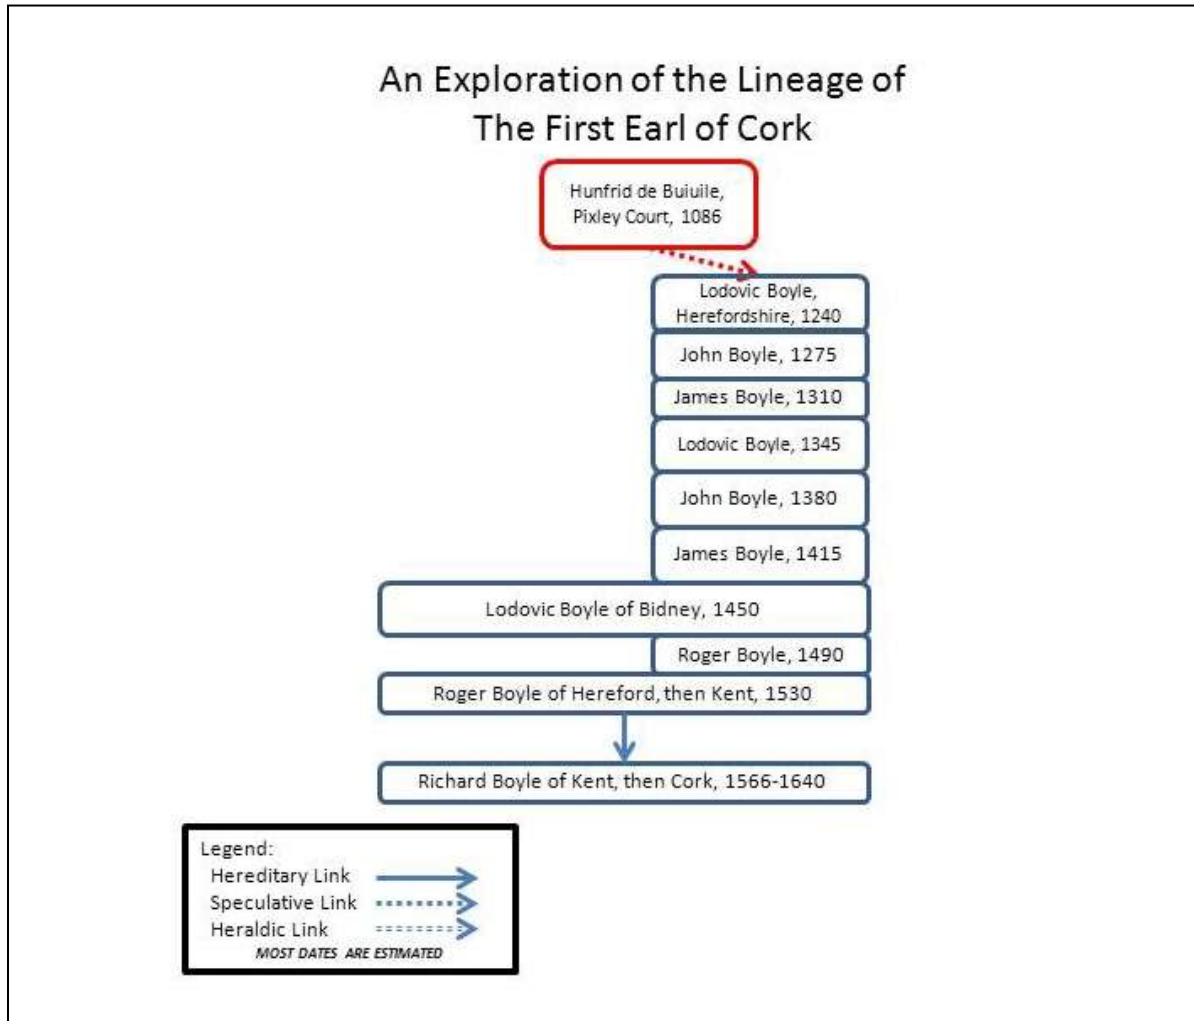 An Exploration of the Lineage of
The First Earl of Cork
Hunfrid de Buiuile,
Pixley Court, 1086
Lodovic Boyle,
Herefordshire, 1240
John Boyle, 1275
James Boyle, 1310
Lodovic Boyle, 1345
John Boyle, 1380
James Boyle, 1415
Lodovic Boyle of Bidney, 1450
Roger Boyle, 1490
Roger Boyle of Hereford, then Kent, 1530
Richard Boyle of Kent, then Cork, 1566-1640
Legend:
Hereditary Link
Speculative Link
Heraldic Link
MOST DATES ARE ESTIMATED